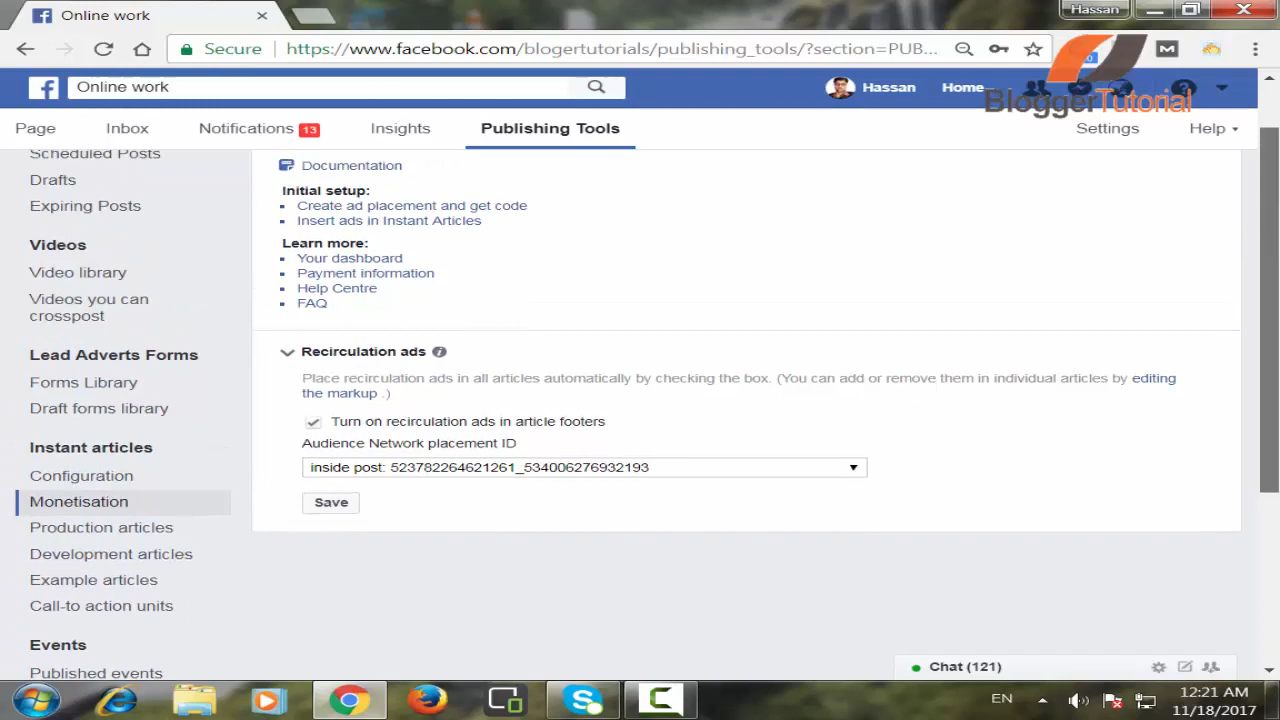 Hassan
Online work
Secure
https://www.facebook.com/blogertutorials/publishing_tools/?section=PUB...
BloggerTutorial
Online work
Hassan
Home
Page
Inbox
Notifications 13
Insights
Publishing Tools
Settings
Help
Scheduled Posts
Drafts
Expiring Posts
Videos
Video library
Videos you can
crosspost
Lead Adverts Forms
Forms Library
Draft forms library
Instant articles
Configuration
Monetisation
Production articles
Development articles
Example articles
Call-to action units
Events
Published events
Documentation
Initial setup:
Create ad placement and get code
Insert ads in Instant Articles
Learn more:
Your dashboard
Payment information
Help Centre
FAQ
Recirculation ads
Place recirculation ads in all articles automatically by checking the box. (You can add or remove them in individual articles by editing
the markup .)
Turn on recirculation ads in article footers
Audience Network placement ID
inside post: 523782264621261_534006276932193
Save
Chat (121)
EN
12:21 AM
11/18/2017